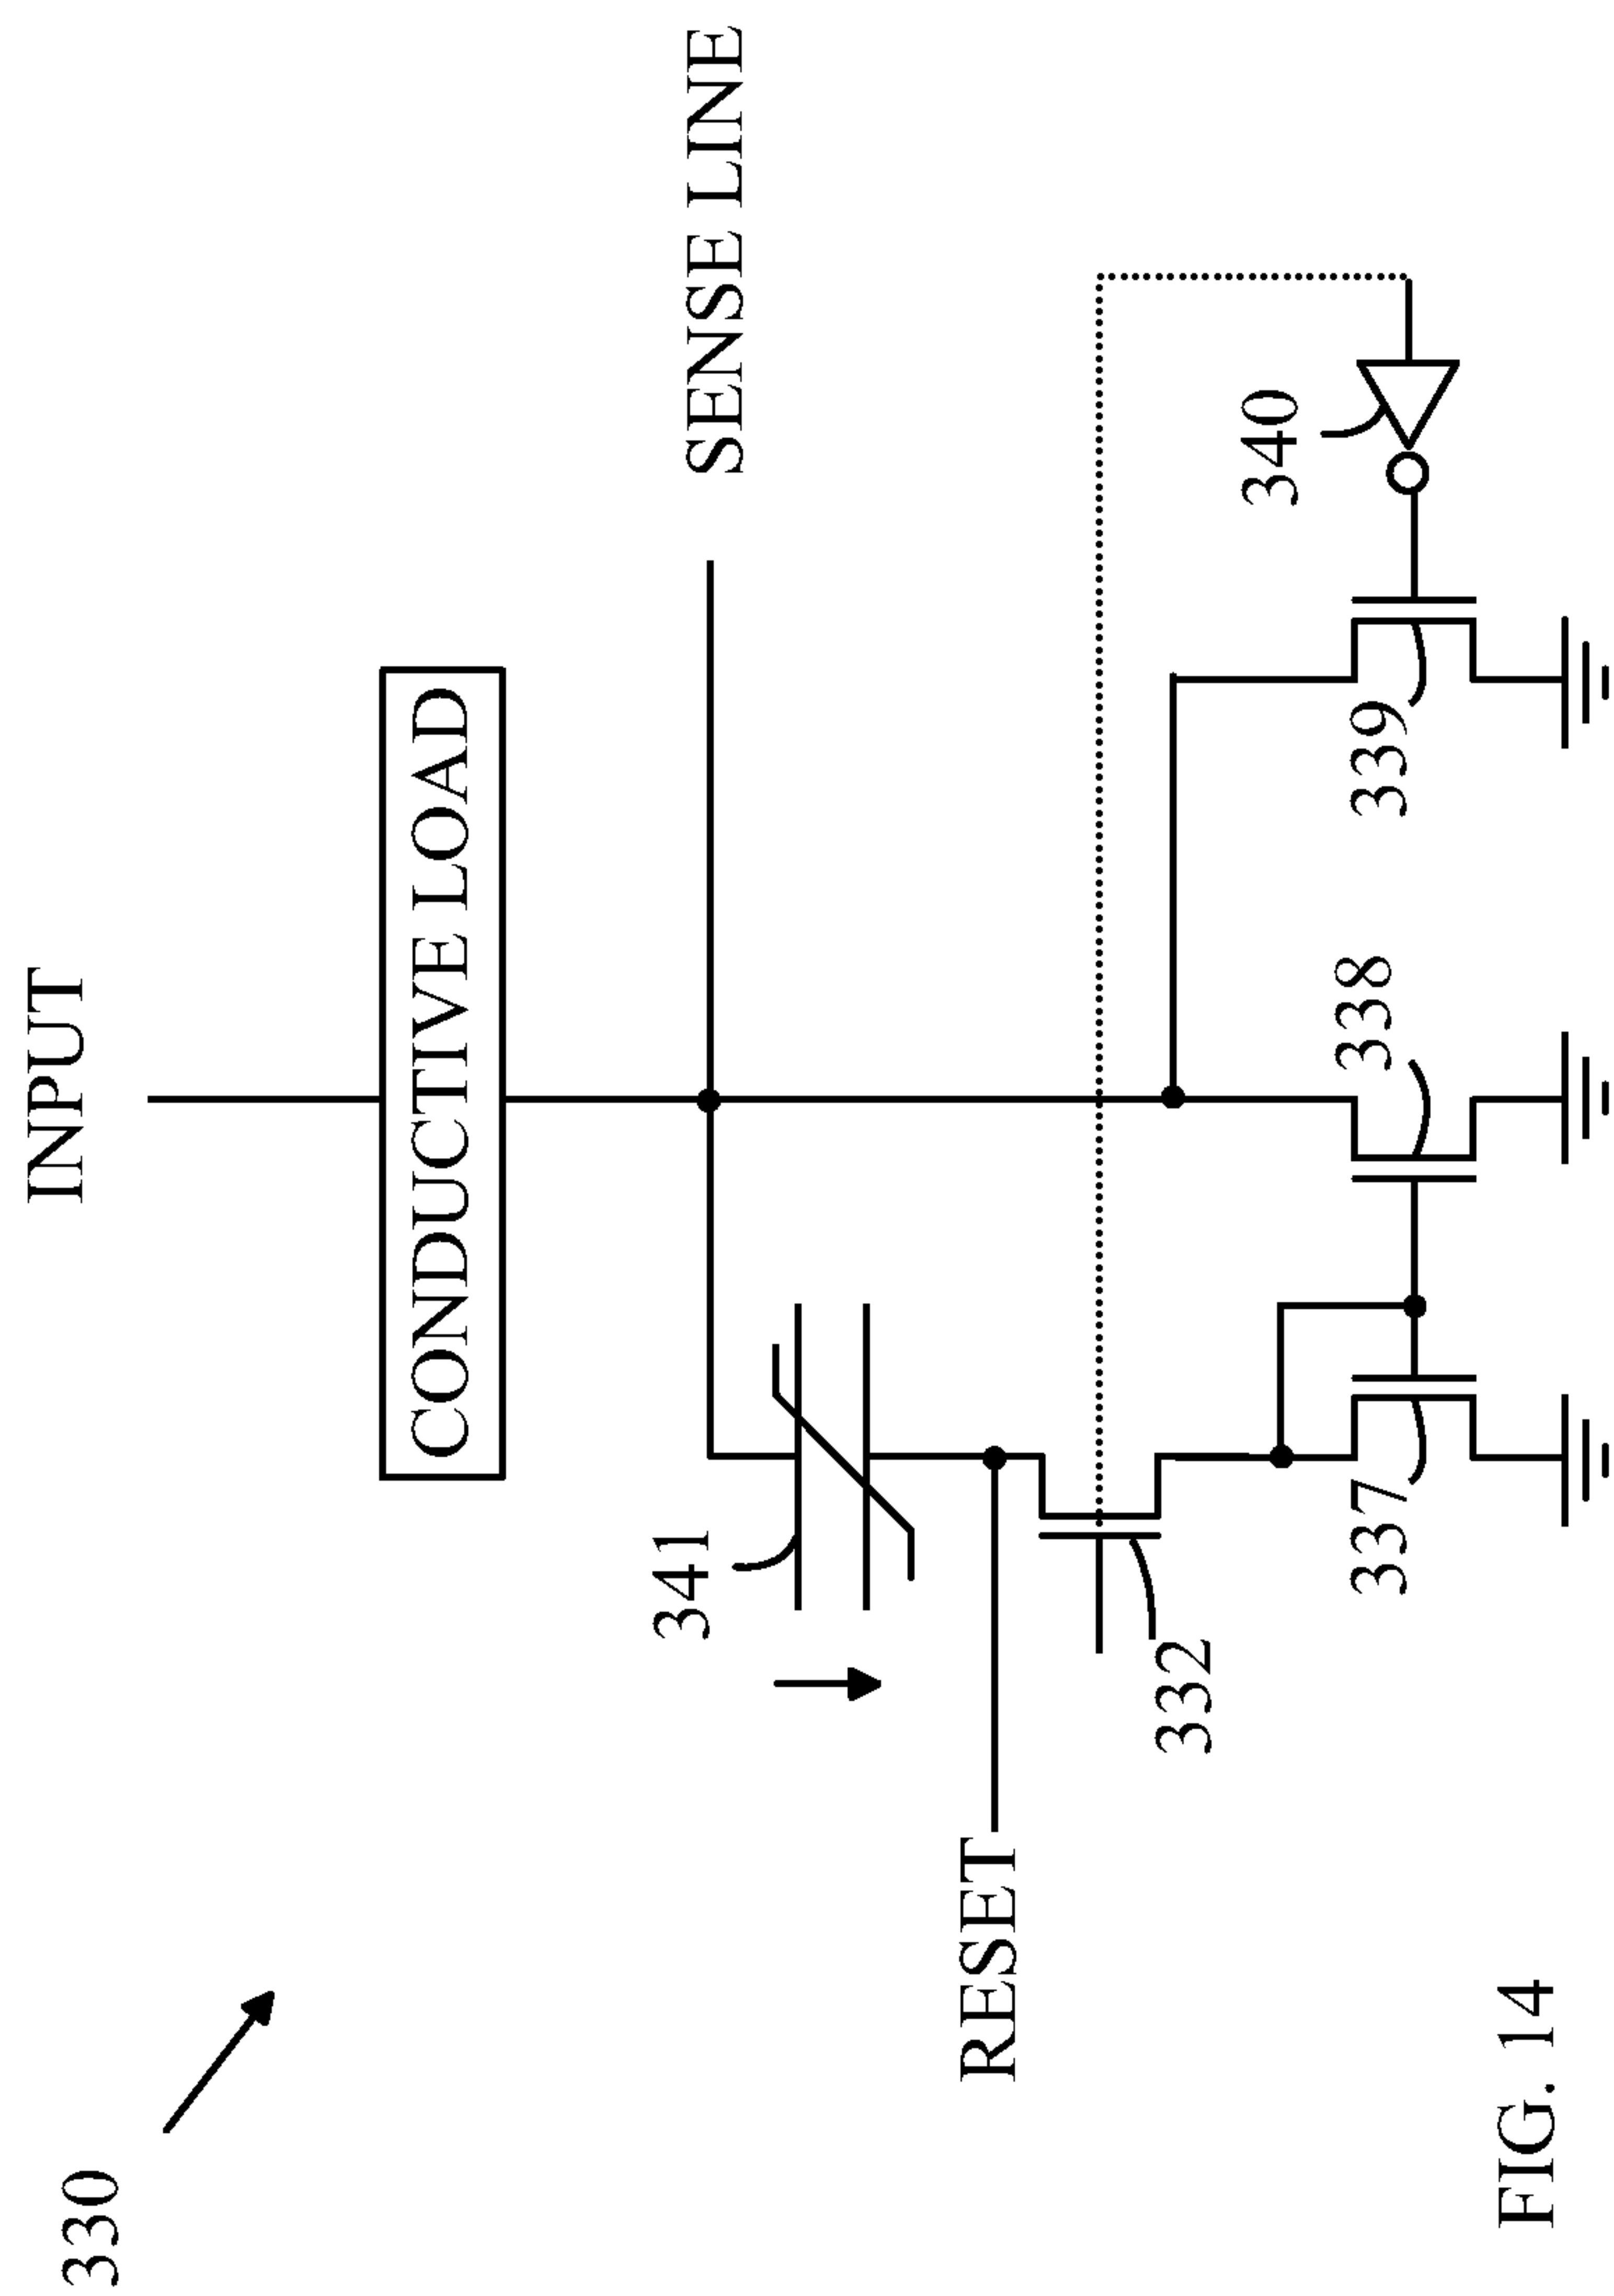 330
INPUT
CONDUCTIVE LOAD
SENSE LINE
341
RESET
332
337
338
339
340
FIG. 14